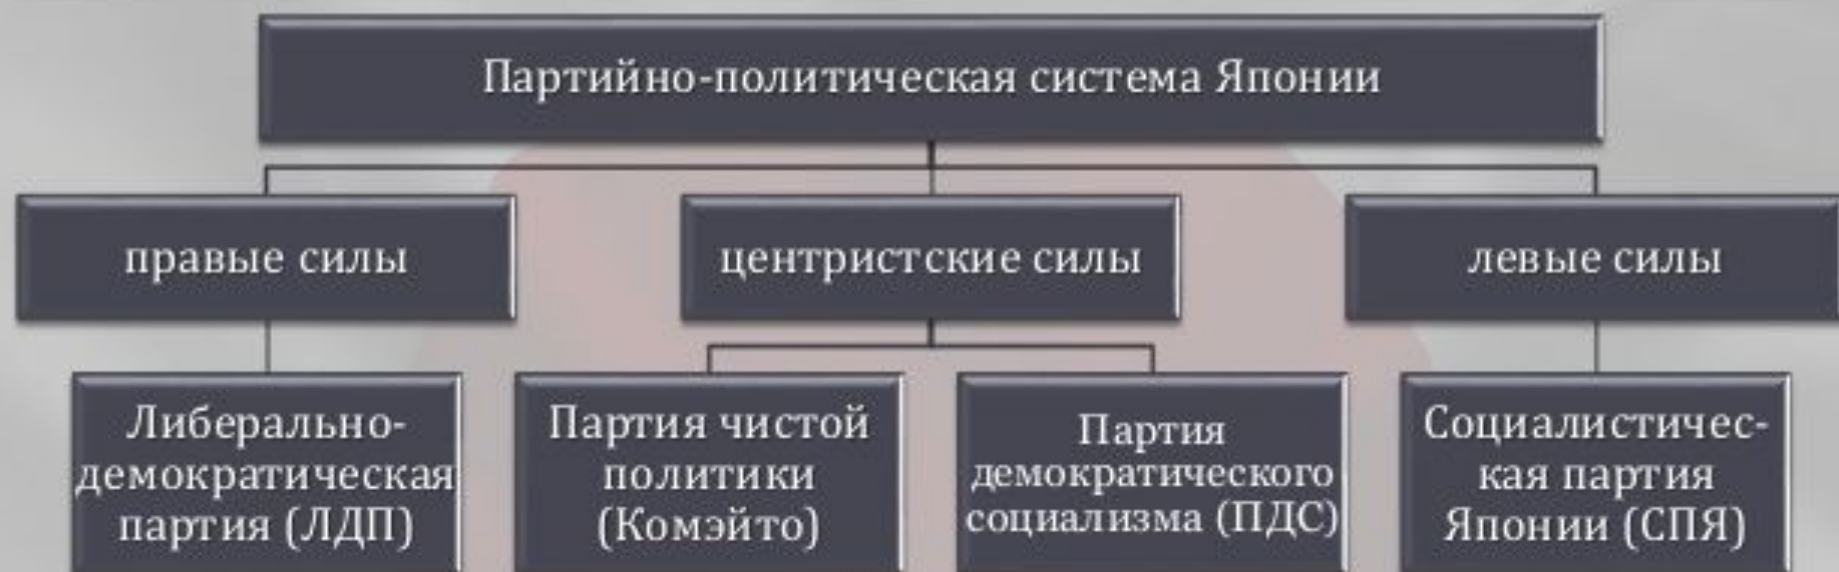 Партийно-политическая система Японии
правые силы
центристские силы
левые силы
Либерально-
демократическая
партия (ЛДП)
Партия чистой
политики
(Комэйто)
Партия
демократического
социализма (ПДС)
Социалистичес-
кая партия
Японии (СПЯ)